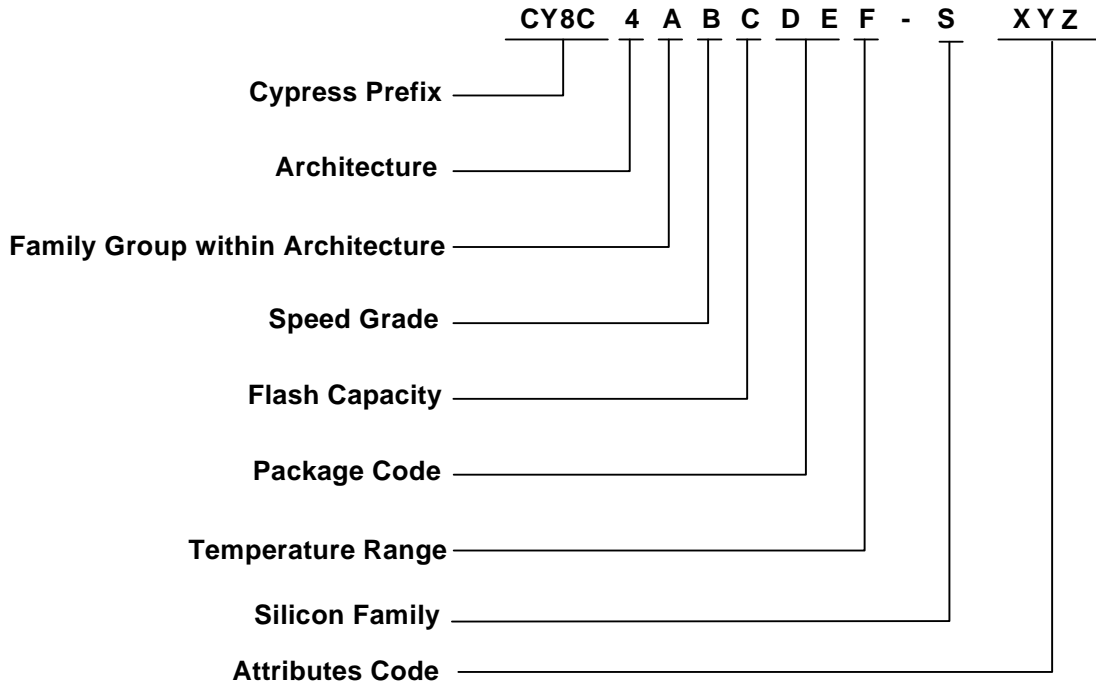 CY8C 4 A B C D E F - S XYZ
Cypress Prefix
Architecture
Family Group within Architecture
Speed Grade
Flash Capacity
Package Code
Temperature Range
Silicon Family
Attributes Code